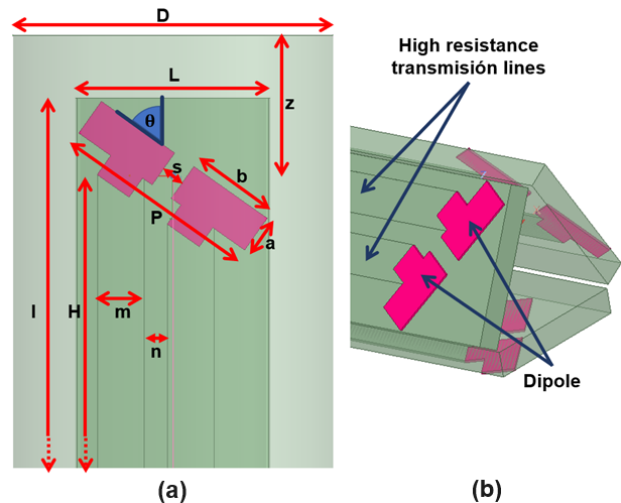 D
L
z
θ
s
b
P
a
I
H
m
n
(a)
High resistance
transmisión lines
Dipole
(b)